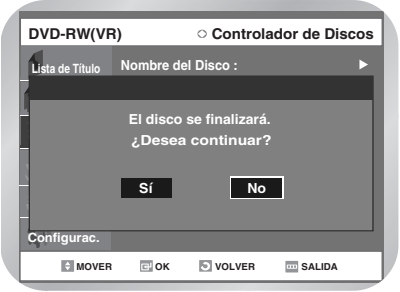 DVD-RW(VR) Controlador de Discos
Lista de Título Nombre del Disco :
El disco se finalizará.
¿Desea continuar?
Sí No
Configurac.
MOVER OK VOLVER SALIDA